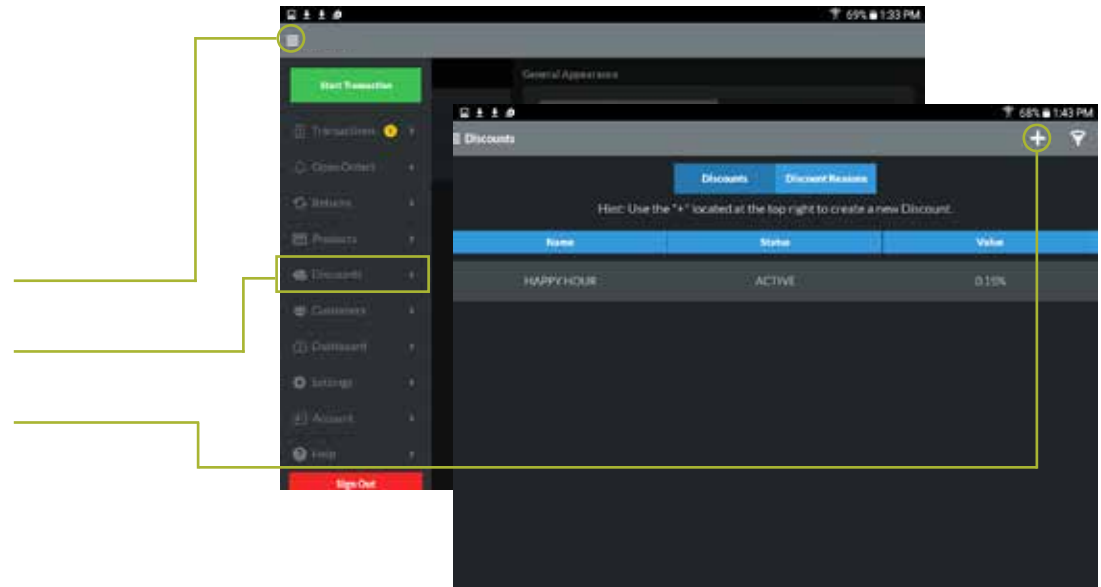 69% 1:33 PM
General Appearance
Start Transaction
Transactions
Open Orders
Returns
Products
Discounts
Customers
Dashboard
Settings
Account
Help
Sign Out
68% 1:43 PM
Discounts
Discounts Discount Reasons
Hint: Use the "+" located at the top right to create a new Discount.
Name Status Value
HAPPY HOUR ACTIVE 0.15%